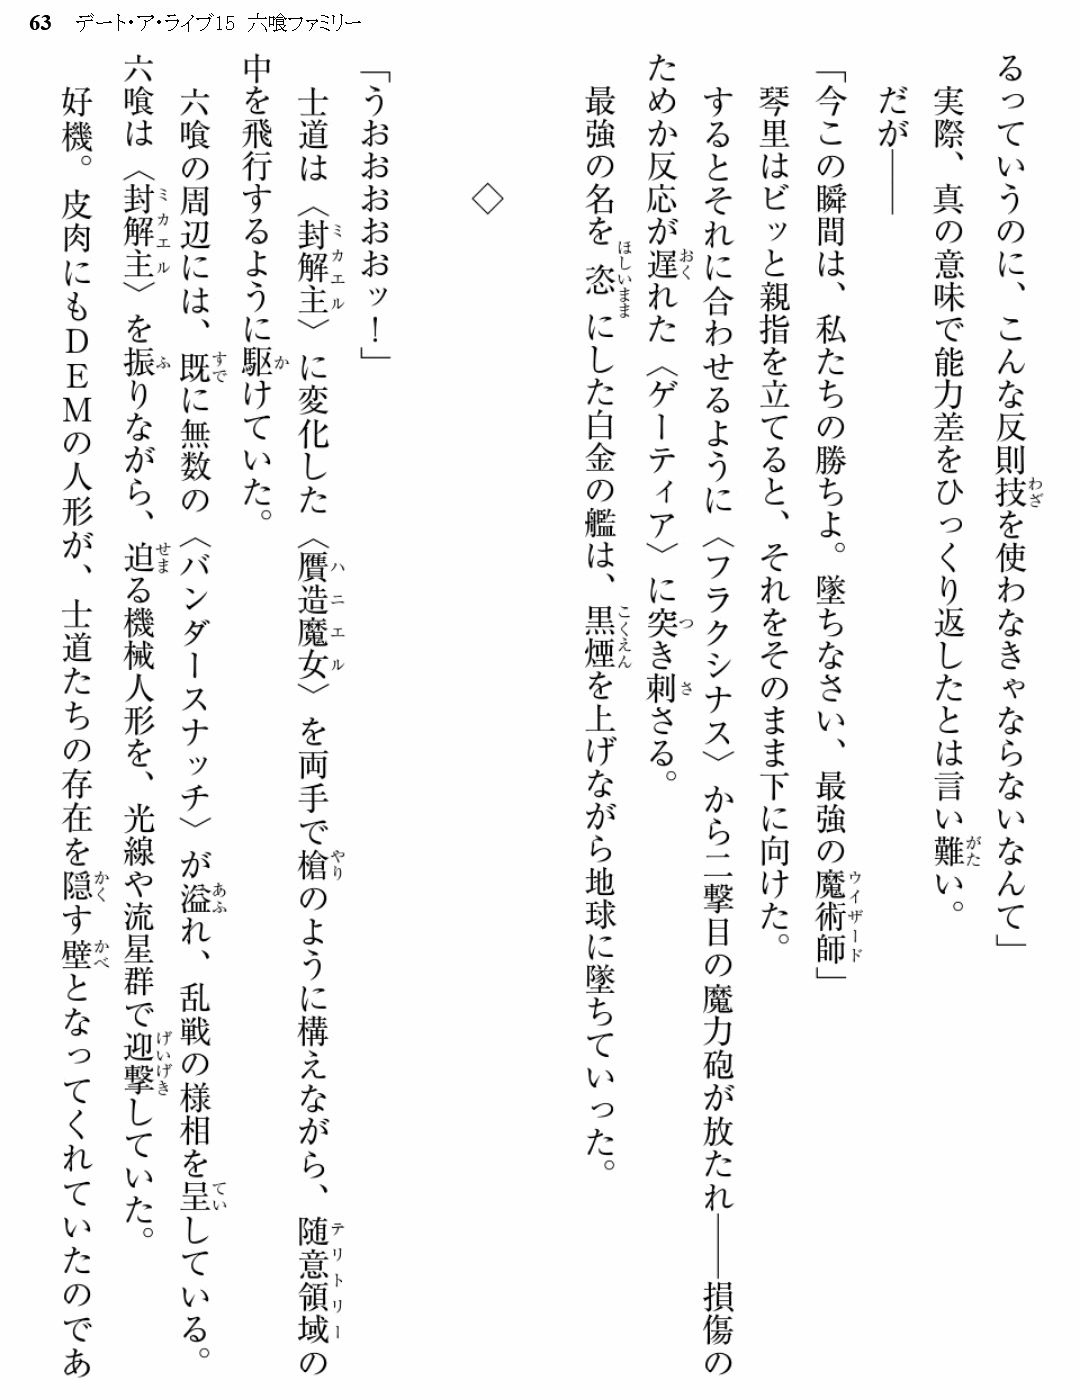 63 デート・ア・ライブ15 六喰ファミリー
るっていうのに、こんな反則技を使わなきゃならないなんて」
実際、真の意味で能力差をひっくり返したとは言い難い。
だが――
「今この瞬間は、私たちの勝ちよ。墜ちなさい、最強の魔術師」
琴里はビッと親指を立てると、それをそのまま下に向けた。
するとそれに合わせるように〈フラクシナス〉から二撃目の魔力砲が放たれ――損傷の
ためか反応が遅れた〈ゲーティア〉に突き刺さる。
最強の名を恣にした白金の艦は、黒煙を上げながら地球に墜ちていった。
◇
「うおおおおおッ！」
士道は〈封解主〉に変化した〈贋造魔女〉を両手で槍のように構えながら、随意領域の
中を飛行するように駆けていた。
六喰の周辺には、既に無数の〈バンダースナッチ〉が溢れ、乱戦の様相を呈している。
六喰は〈封解主〉を振りながら、迫る機械人形を、光線や流星群で迎撃していた。
好機。皮肉にもＤＥＭの人形が、士道たちの存在を隠す壁となってくれていたのであ